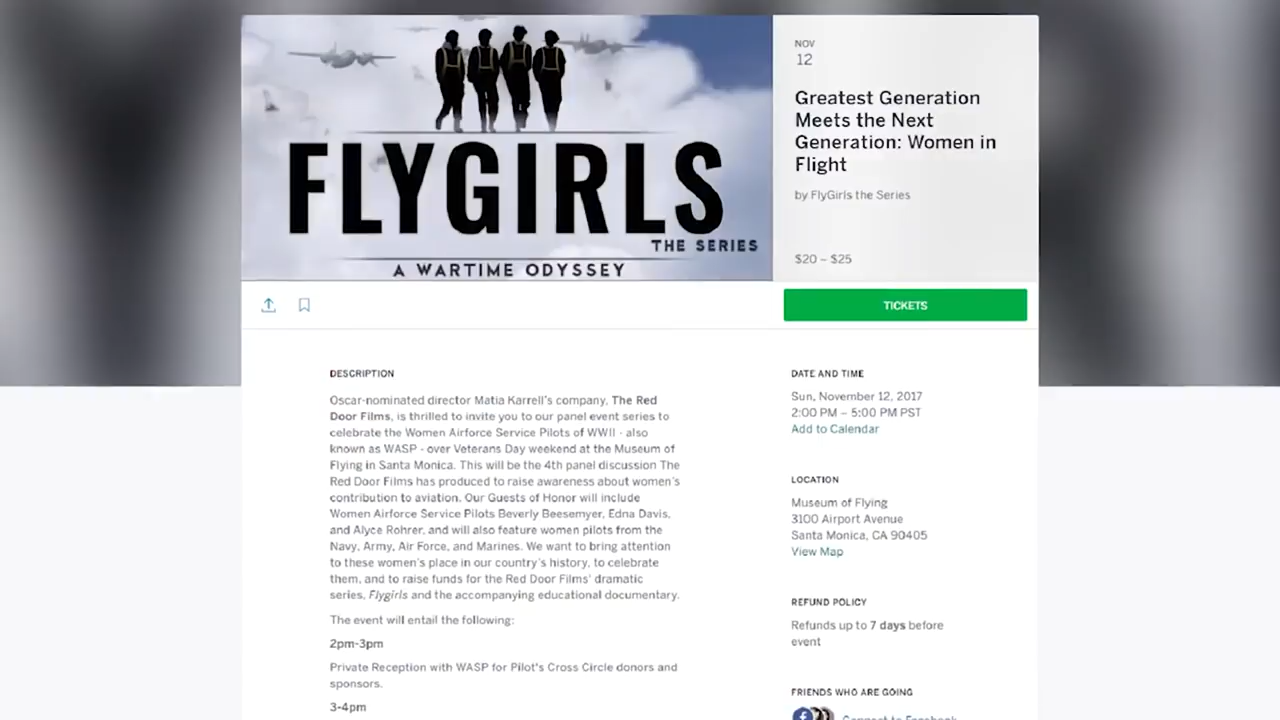 FLYGIRLS
THE SERIES
A WARTIME ODYSSEY
NOV
12
Greatest Generation
Meets the Next
Generation: Women in
Flight
by FlyGirls the Series
$20 – $25
TICKETS
DESCRIPTION
Oscar-nominated director Matia Karrell's company, The Red
Door Films, is thrilled to invite you to our panel event series to
celebrate the Women Airforce Service Pilots of WWII - also
known as WASP - over Veterans Day weekend at the Museum of
Flying in Santa Monica. This will be the 4th panel discussion The
Red Door Films has produced to raise awareness about women's
contribution to aviation. Our Guests of Honor will include
Women Airforce Service Pilots Beverly Beesemyer, Edna Davis,
and Alyce Rohrer, and will also feature women pilots from the
Navy, Army, Air Force, and Marines. We want to bring attention
to these women's place in our country's history, to celebrate
them, and to raise funds for the Red Door Films' dramatic
series, Flygirls and the accompanying educational documentary.
The event will entail the following:
2pm-3pm
Private Reception with WASP for Pilot's Cross Circle donors and
sponsors.
3-4pm
DATE AND TIME
Sun, November 12, 2017
2:00 PM – 5:00 PM PST
Add to Calendar
LOCATION
Museum of Flying
3100 Airport Avenue
Santa Monica, CA 90405
View Map
REFUND POLICY
Refunds up to 7 days before
event
FRIENDS WHO ARE GOING
Connect to Facebook